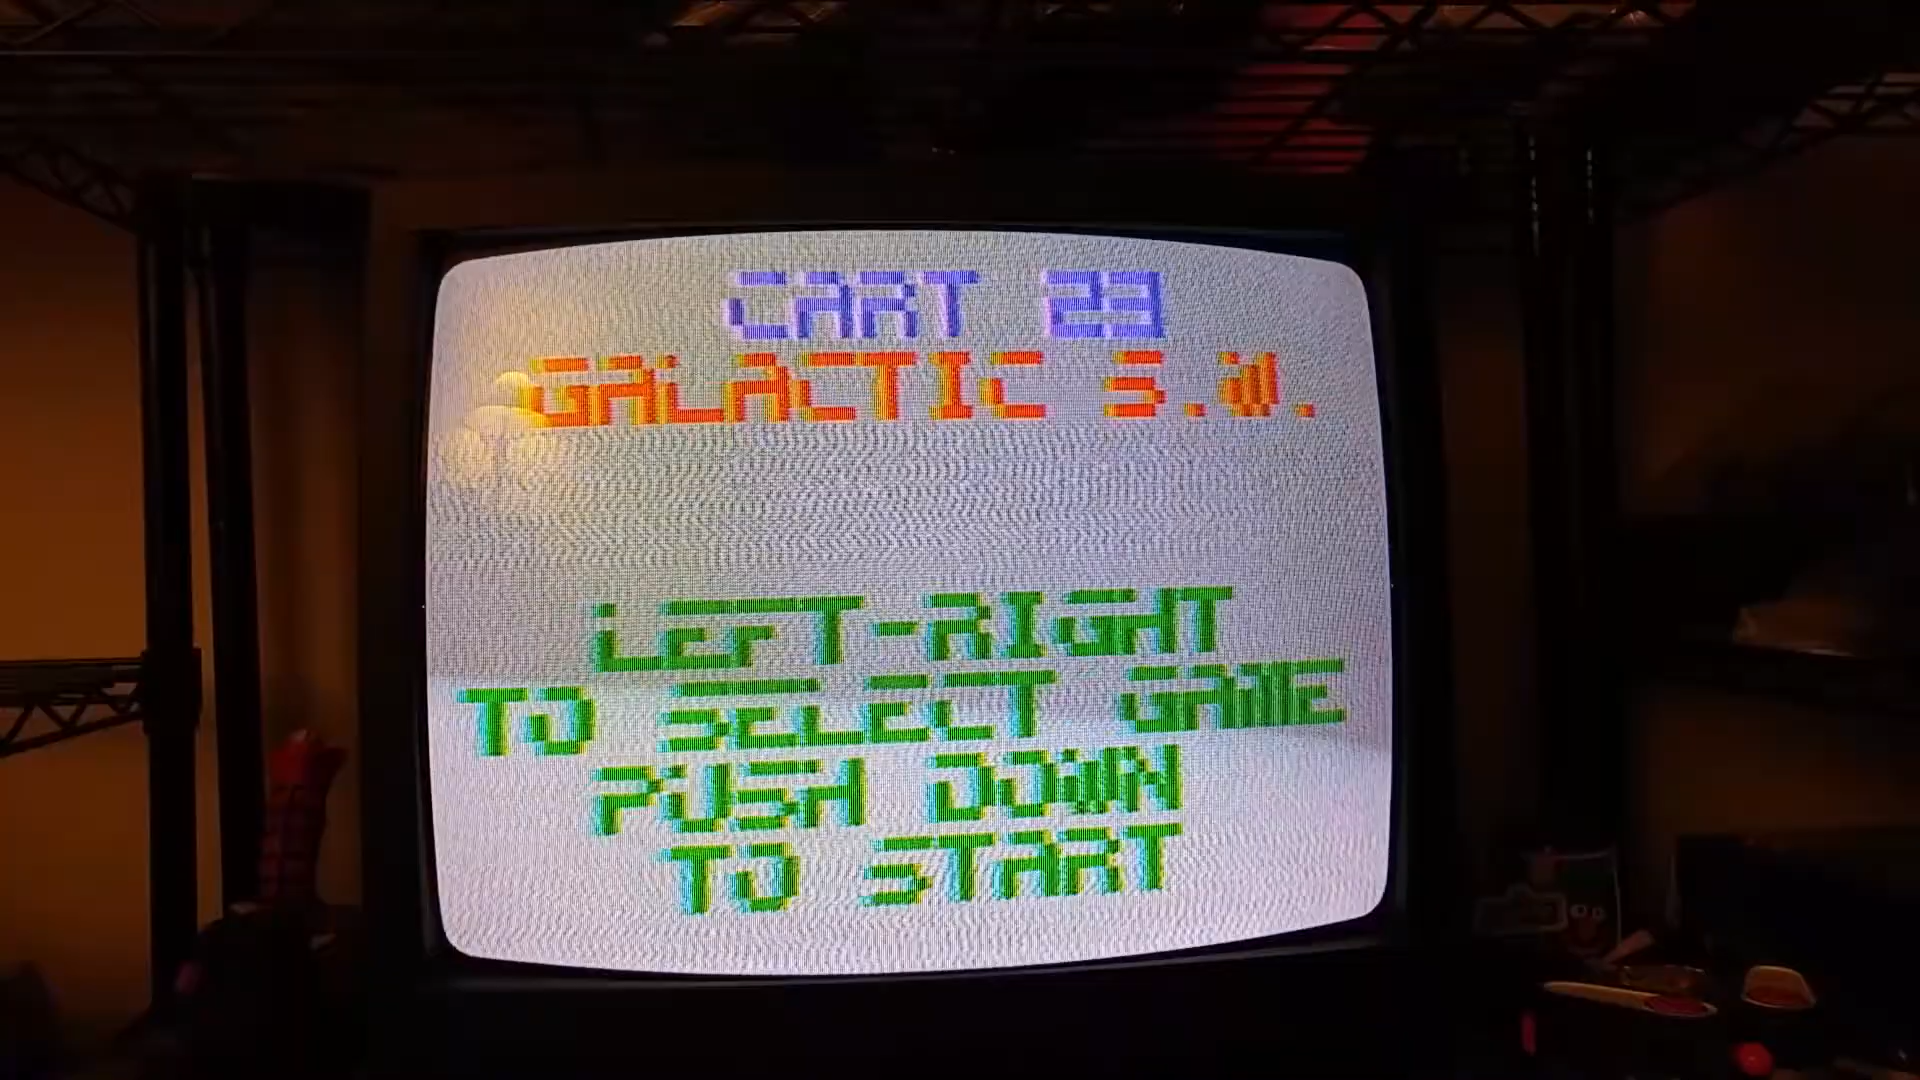 CART 23
GALACTIC S.W.
LEFT-RIGHT
TO SELECT GAME
PUSH DOWN
TO START